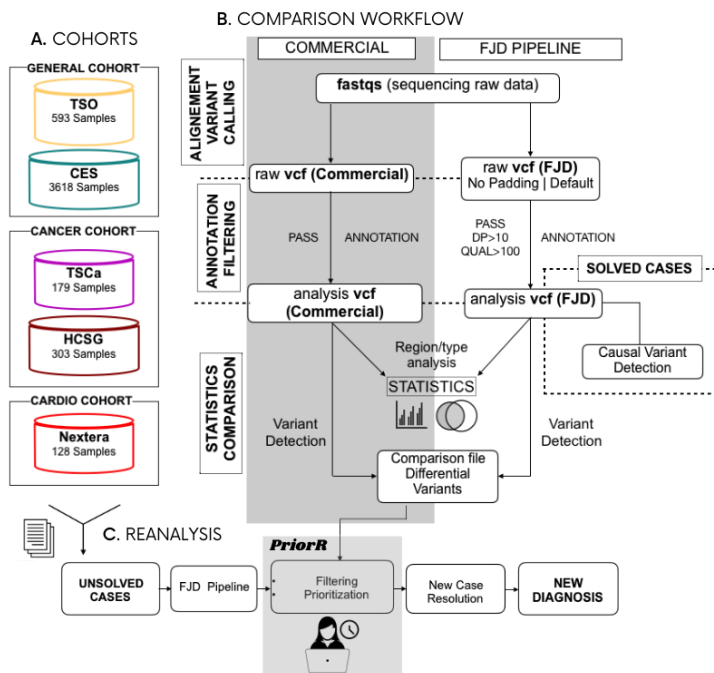 B. COMPARISON WORKFLOW
A. COHORTS
COMMERCIAL
FJD PIPELINE
GENERAL COHORT
TSO
593 Samples
CES
3618 Samples
CANCER COHORT
TSCa
179 Samples
HCSG
303 Samples
CARDIO COHORT
Nextera
128 Samples
ALIGNEMENT
VARIANT
CALLING
fastqs (sequencing raw data)
raw vcf (Commercial)
raw vcf (FJD)
No Padding | Default
ANNOTATION
FILTERING
PASS
ANNOTATION
PASS
DP>10
QUAL>100
ANNOTATION
SOLVED CASES
analysis vcf
(Commercial)
analysis vcf (FJD)
Causal Variant
Detection
STATISTICS
COMPARISON
Region/type
analysis
STATISTICS
Variant
Detection
Variant
Detection
Comparison file
Differential
Variants
C. REANALYSIS
PriorR
UNSOLVED
CASES
FJD Pipeline
Filtering
Prioritization
New Case
Resolution
NEW
DIAGNOSIS